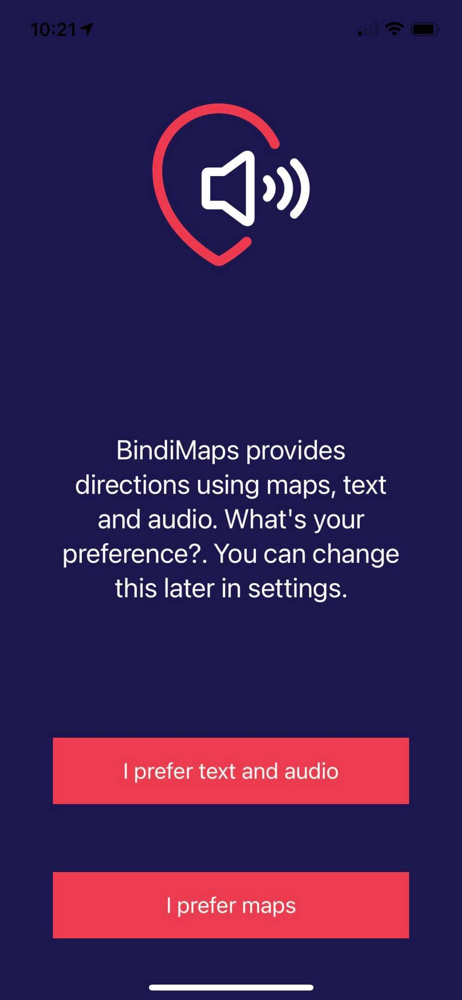 10:21
BindiMaps provides
directions using maps, text
and audio. What's your
preference?. You can change
this later in settings.
I prefer text and audio
I prefer maps